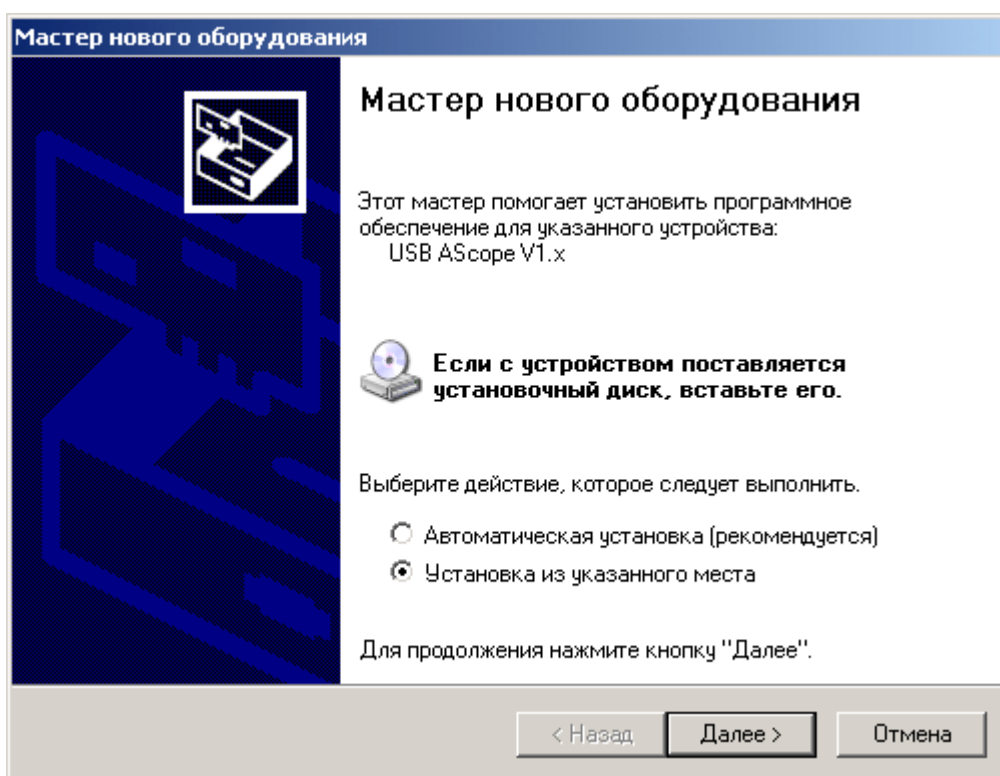 Мастер нового оборудования
Мастер нового оборудования
Этот мастер помогает установить программное
обеспечение для указанного устройства:
USB AScope V1.x
Если с устройством поставляется
установочный диск, вставьте его.
Выберите действие, которое следует выполнить.
Автоматическая установка (рекомендуется)
Установка из указанного места
Для продолжения нажмите кнопку "Далее".
< Назад Далее > Отмена